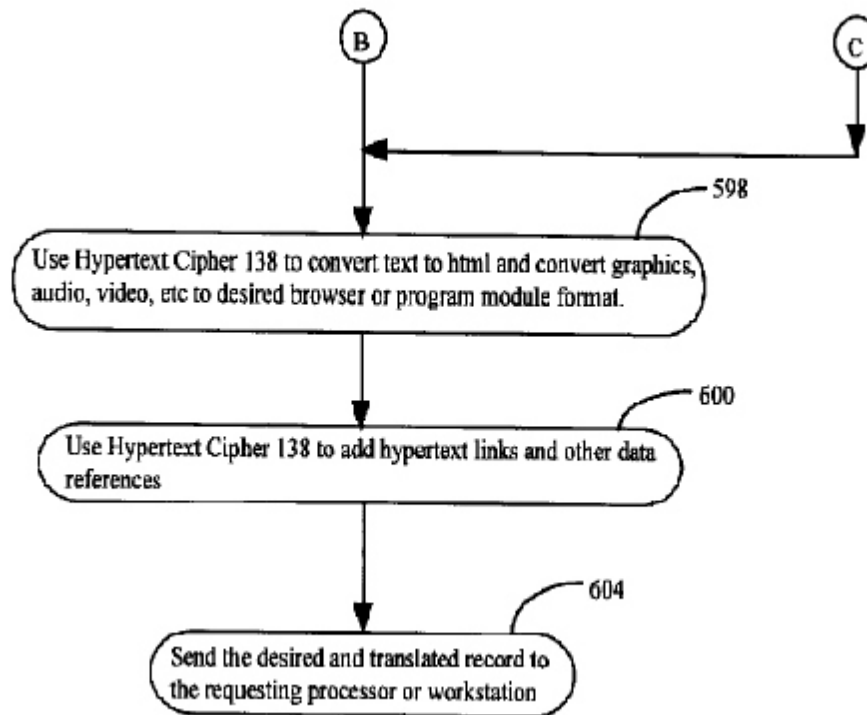 B
C
598
Use Hypertext Cipher 138 to convert text to html and convert graphics,
audio, video, etc to desired browser or program module format.
600
Use Hypertext Cipher 138 to add hypertext links and other data
references
604
Send the desired and translated record to
the requesting processor or workstation